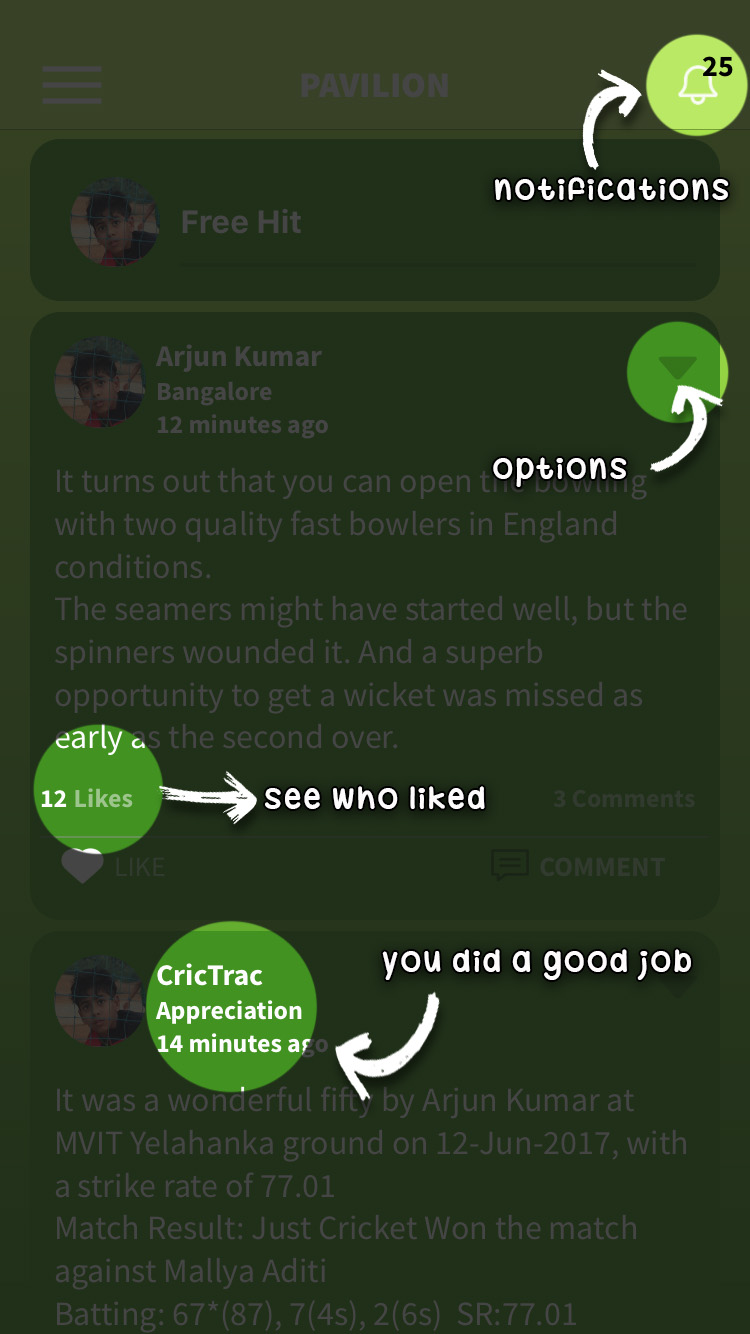 25
PAVILION
notifications
Free Hit
Arjun Kumar
Bangalore
12 minutes ago
options
It turns out that you can open the bowling
with two quality fast bowlers in England
conditions.
The seamers might have started well, but the
spinners wounded it. And a superb
opportunity to get a wicket was missed as
early as the second over.
12 Likes
see who liked
3 Comments
LIKE
COMMENT
you did a good job
CricTrac
Appreciation
14 minutes ago
It was a wonderful fifty by Arjun Kumar at
MVIT Yelahanka ground on 12-Jun-2017, with
a strike rate of 77.01
Match Result: Just Cricket Won the match
against Mallya Aditi
Batting: 67*(87), 7(4s), 2(6s) SR:77.01